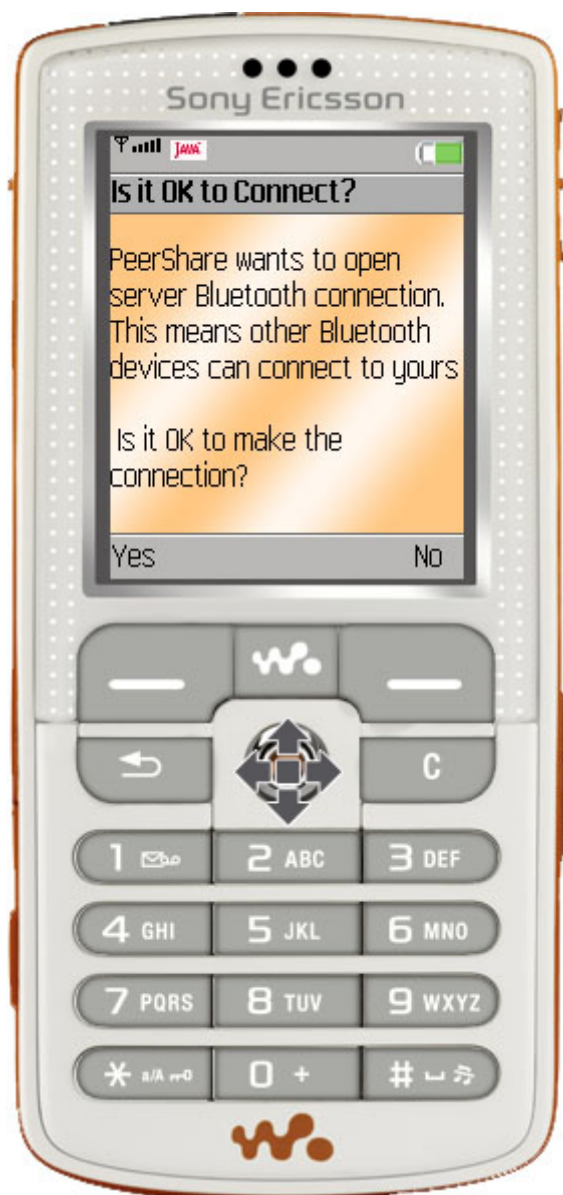 Sony Ericsson
JAVA
Is it OK to Connect?
PeerShare wants to open
server Bluetooth connection.
This means other Bluetooth
devices can connect to yours
Is it OK to make the
connection?
Yes No
C
1 2 ABC 3 DEF
4 GHI 5 JKL 6 MNO
7 PQRS 8 TUV 9 WXYZ
* a/A 0 + #